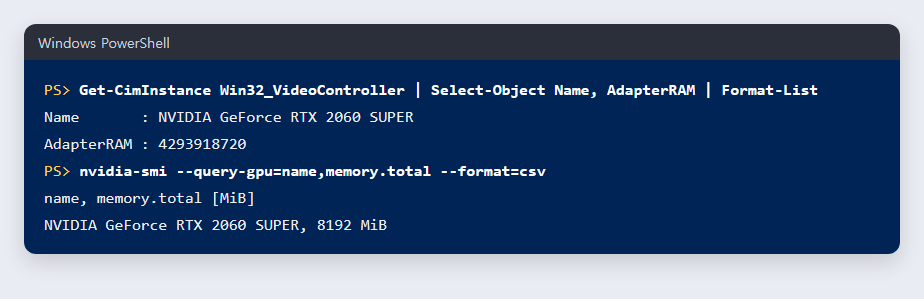 Windows PowerShell
PS> Get-CimInstance Win32_VideoController | Select-Object Name, AdapterRAM | Format-List
Name       : NVIDIA GeForce RTX 2060 SUPER
AdapterRAM : 4293918720
PS> nvidia-smi --query-gpu=name,memory.total --format=csv
name, memory.total [MiB]
NVIDIA GeForce RTX 2060 SUPER, 8192 MiB